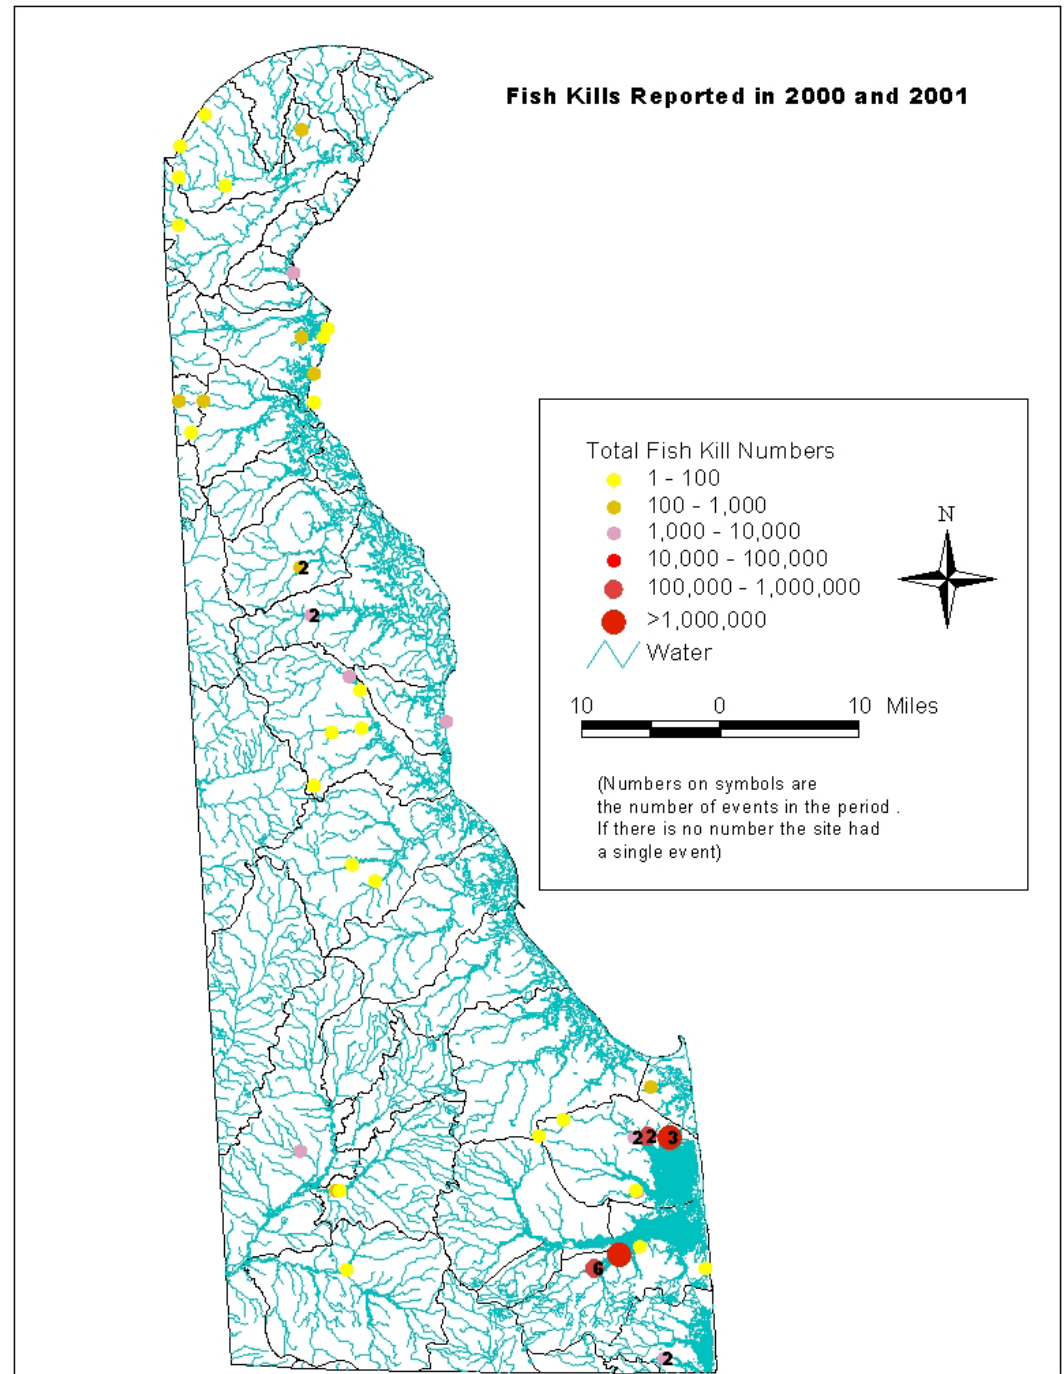 Fish Kills Reported in 2000 and 2001
Total Fish Kill Numbers
1 - 100
100 - 1,000
1,000 - 10,000
10,000 - 100,000
100,000 - 1,000,000
>1,000,000
Water
N
10 0 10 Miles
(Numbers on symbols are
the number of events in the period .
If there is no number the site had
a single event)
2
2
2 2 3
6
2